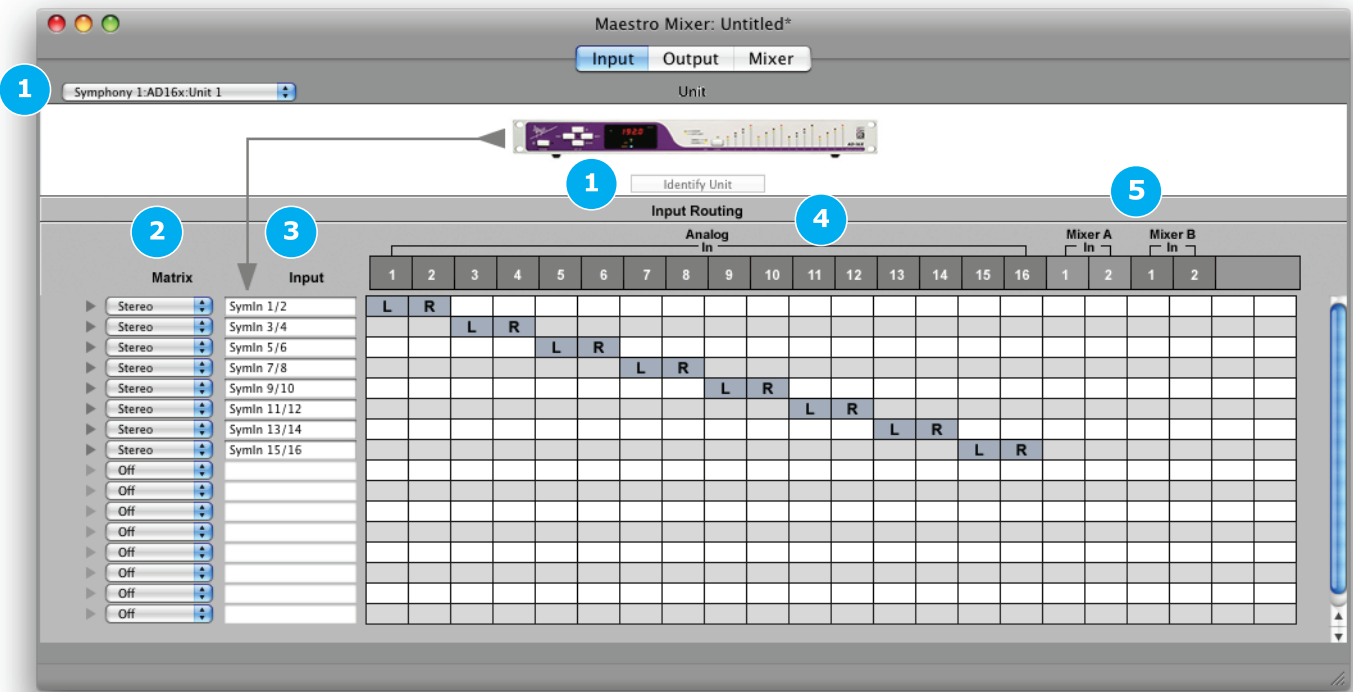 Maestro Mixer: Untitled*
Input Output Mixer
1
Symphony 1:AD16x:Unit 1
Unit
192.0
1
Identify Unit
5
Input Routing
2 3 4
Analog
In
Mixer A
In
Mixer B
In
Matrix Input
1 2 3 4 5 6 7 8 9 10 11 12 13 14 15 16 1 2 1 2
Stereo SymIn 1/2 L R
Stereo SymIn 3/4 L R
Stereo SymIn 5/6 L R
Stereo SymIn 7/8 L R
Stereo SymIn 9/10 L R
Stereo SymIn 11/12 L R
Stereo SymIn 13/14 L R
Stereo SymIn 15/16 L R
Off
Off
Off
Off
Off
Off
Off
Off